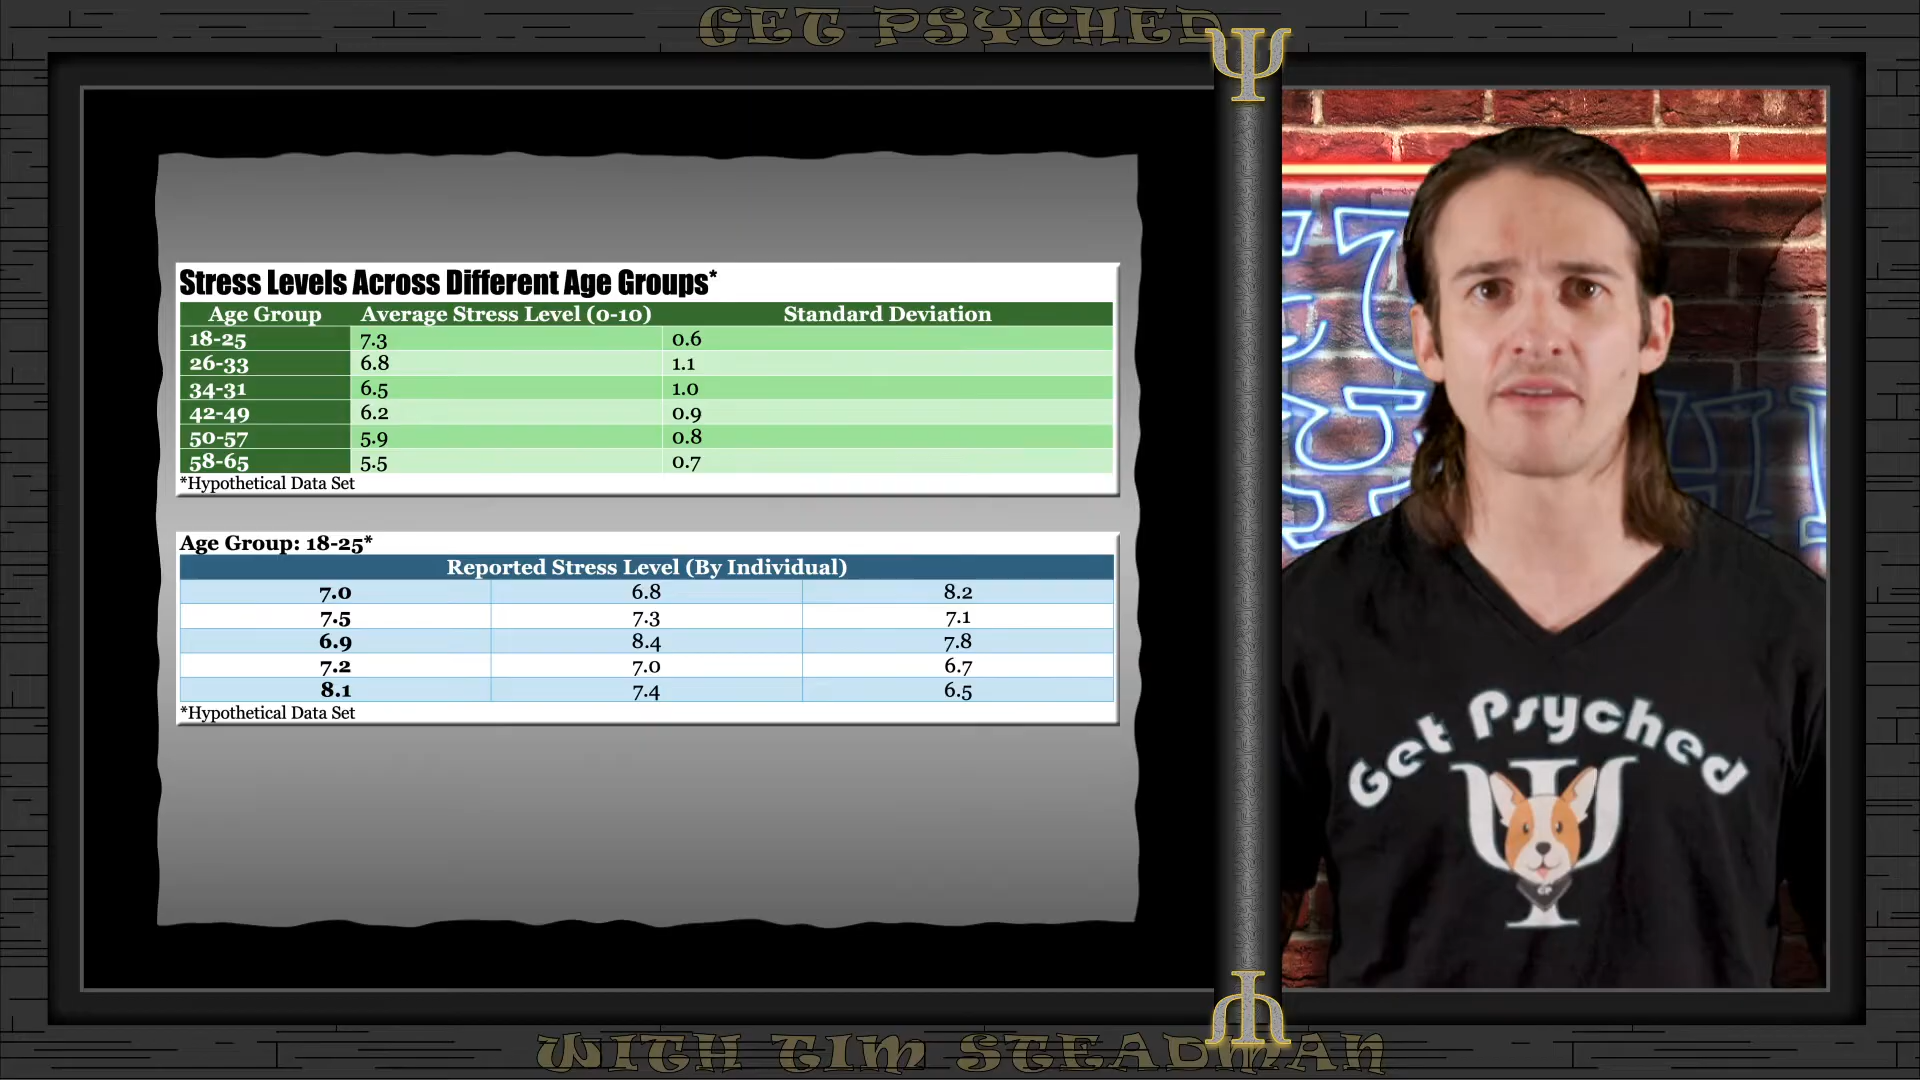 GET PSYCHED
Stress Levels Across Different Age Groups*
Age Group Average Stress Level (0-10) Standard Deviation
18-25 7.3 0.6
26-33 6.8 1.1
34-31 6.5 1.0
42-49 6.2 0.9
50-57 5.9 0.8
58-65 5.5 0.7
*Hypothetical Data Set
Age Group: 18-25*
Reported Stress Level (By Individual)
7.0 6.8 8.2
7.5 7.3 7.1
6.9 8.4 7.8
7.2 7.0 6.7
8.1 7.4 6.5
*Hypothetical Data Set
Get Psyched
WITH TIM STEADMAN